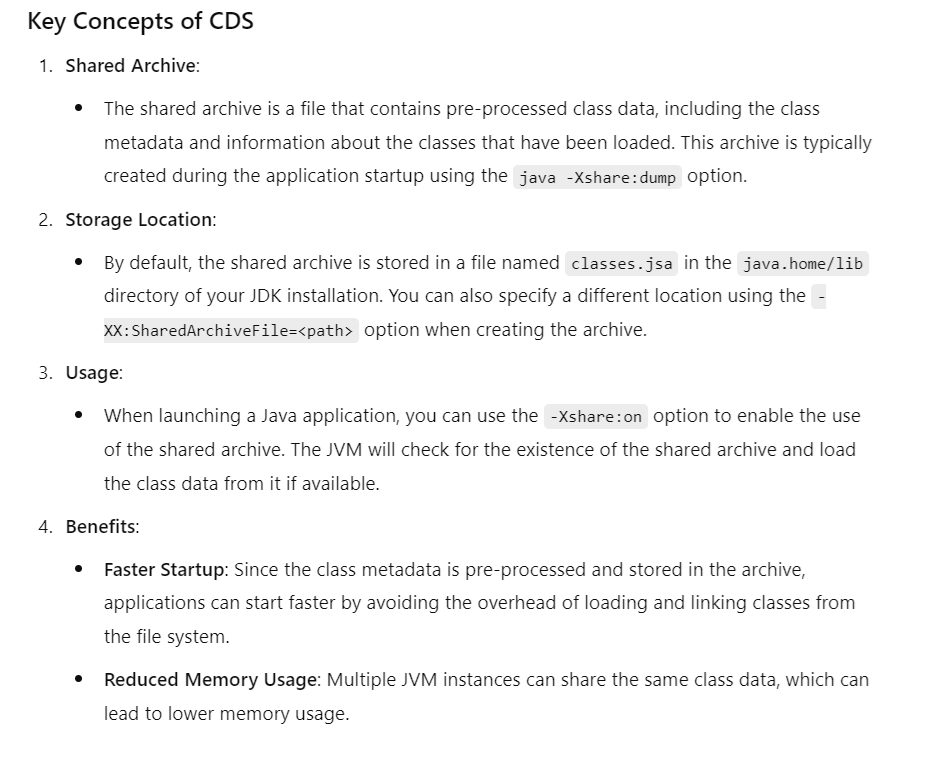 Key Concepts of CDS
1. Shared Archive:
• The shared archive is a file that contains pre-processed class data, including the class
metadata and information about the classes that have been loaded. This archive is typically
created during the application startup using the java -Xshare:dump option.
2. Storage Location:
• By default, the shared archive is stored in a file named classes.jsa in the java.home/lib
directory of your JDK installation. You can also specify a different location using the -
XX:SharedArchiveFile=<path> option when creating the archive.
3. Usage:
• When launching a Java application, you can use the -Xshare:on option to enable the use
of the shared archive. The JVM will check for the existence of the shared archive and load
the class data from it if available.
4. Benefits:
• Faster Startup: Since the class metadata is pre-processed and stored in the archive,
applications can start faster by avoiding the overhead of loading and linking classes from
the file system.
• Reduced Memory Usage: Multiple JVM instances can share the same class data, which can
lead to lower memory usage.